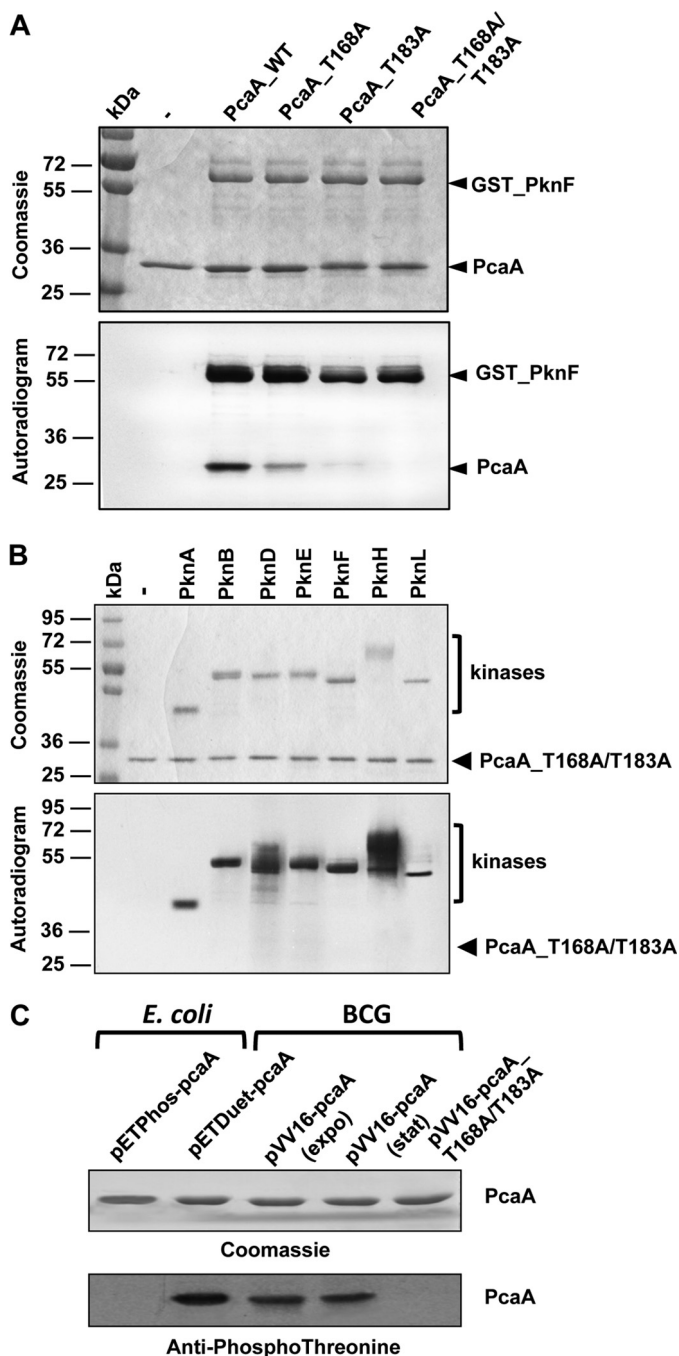 A
kDa
-
PcaA_WT
PcaA_T168A
PcaA_T183A
PcaA_T168A/
T183A
Coomassie
72
55
36
25
GST_PknF
PcaA
Autoradiogram
72
55
36
25
GST_PknF
PcaA
B
kDa
-
PknA
PknB
PknD
PknE
PknF
PknH
PknL
Coomassie
95
72
55
36
25
kinases
PcaA_T168A/T183A
Autoradiogram
95
72
55
36
25
kinases
PcaA_T168A/T183A
C
E. coli
BCG
pETPhos-pcaA
pETDuet-pcaA
pVV16-pcaA
(expo)
pVV16-pcaA
(stat)
pVV16-pcaA_
T168A/T183A
PcaA
Coomassie
PcaA
Anti-PhosphoThreonine